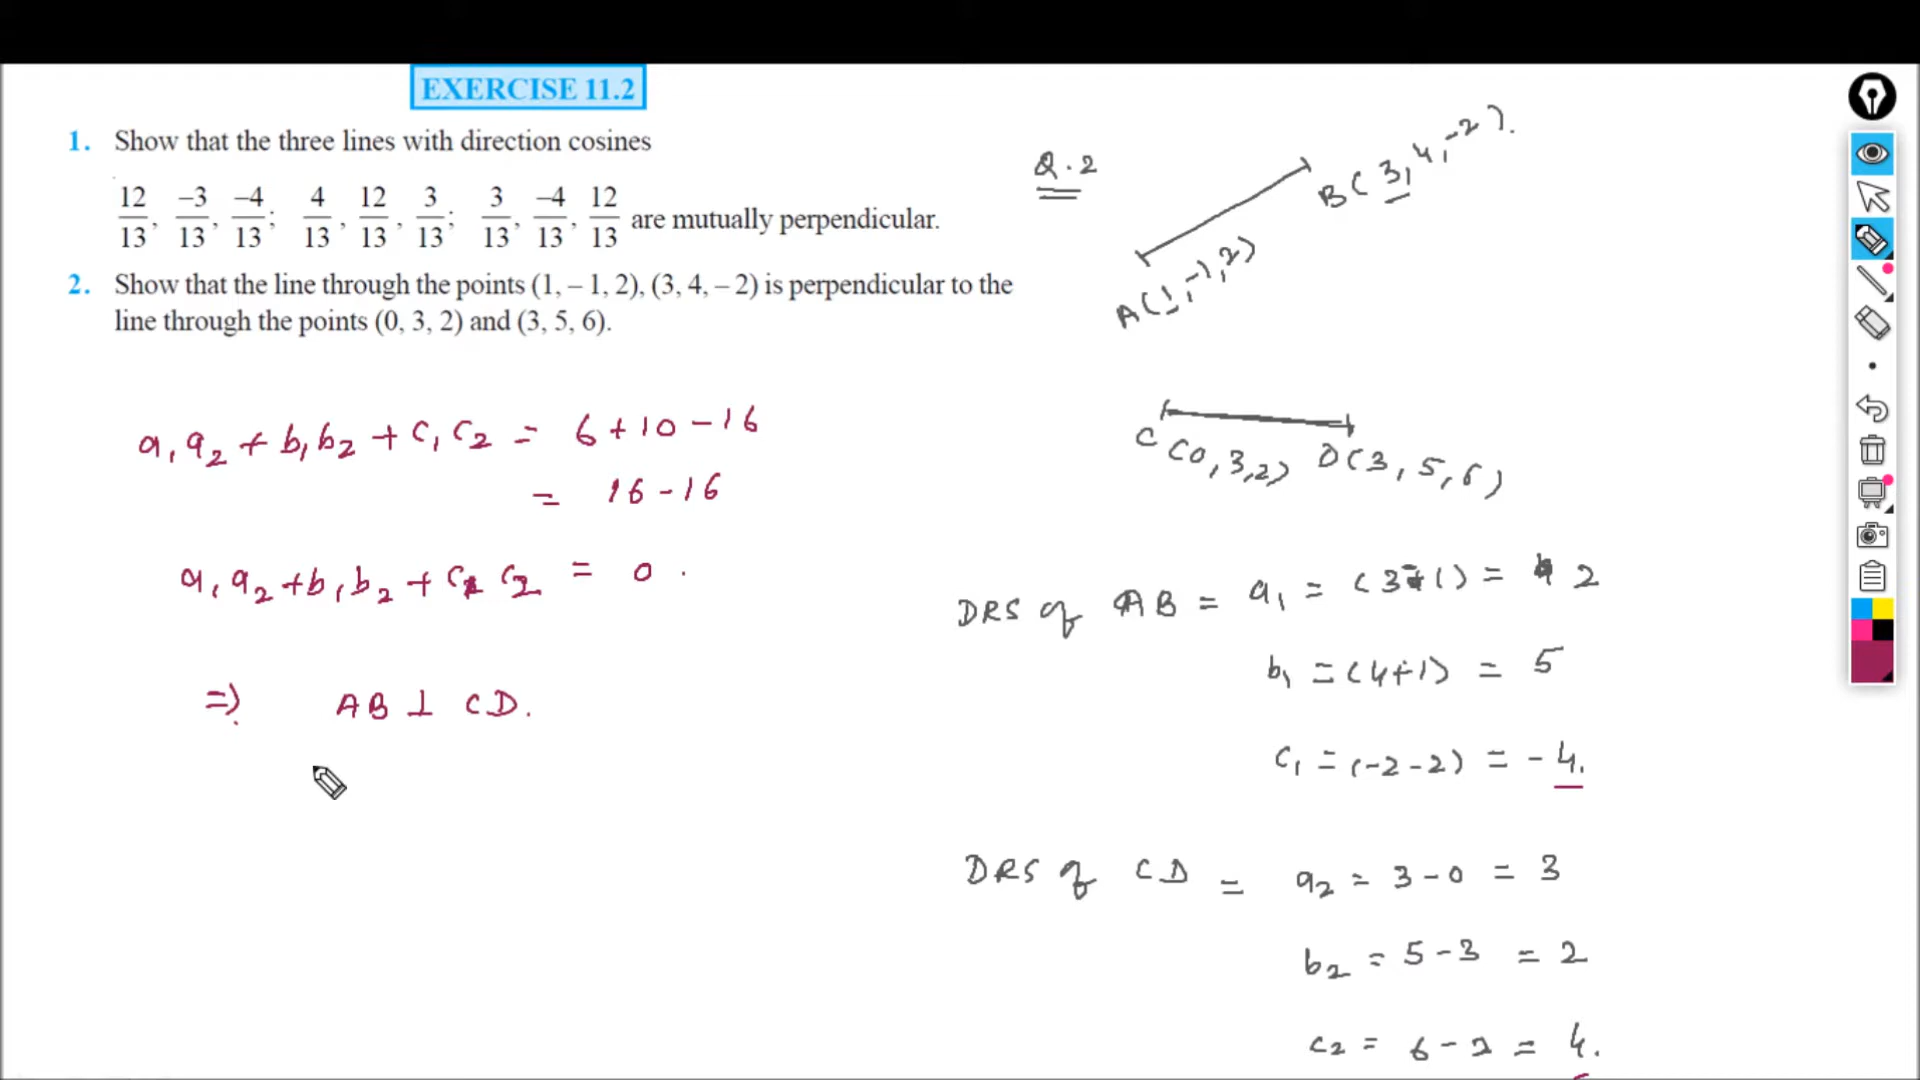 EXERCISE 11.2
1. Show that the three lines with direction cosines
12/13, −3/13, −4/13; 4/13, 12/13, 3/13; 3/13, −4/13, 12/13 are mutually perpendicular.
2. Show that the line through the points (1, – 1, 2), (3, 4, – 2) is perpendicular to the
line through the points (0, 3, 2) and (3, 5, 6).
a₁a₂ + b₁b₂ + c₁c₂ = 6+10-16
= 16-16
a₁a₂ + b₁b₂ + c₁c₂ = 0.
⇒ AB ⊥ CD.
Q.2
B(3,4,-2).
A(1,-1,2)
C(0,3,2) D(3,5,6)
DRS of AB = a₁ = (3-1) = 2
b₁ = (4+1) = 5
c₁ = (-2-2) = -4.
DRS of CD = a₂ = 3-0 = 3
b₂ = 5-3 = 2
c₂ = 6-2 = 4.